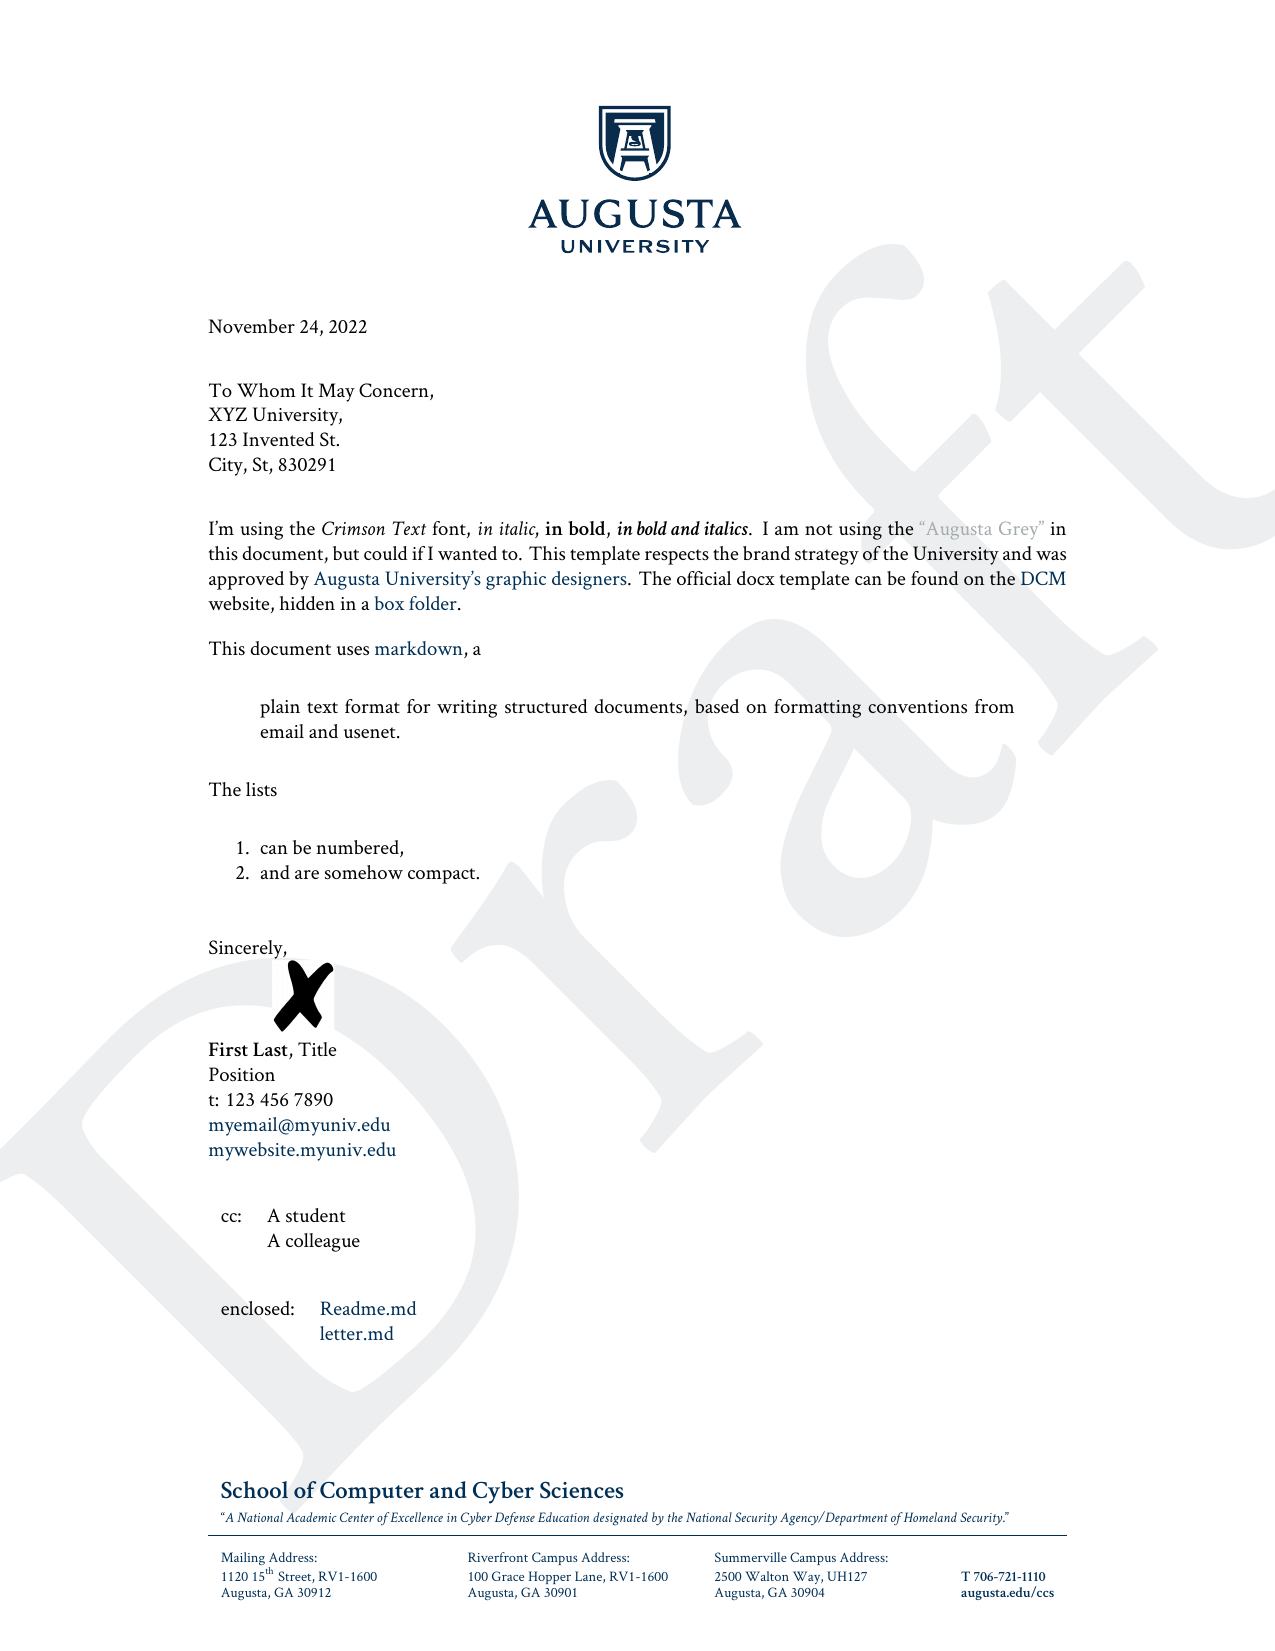 AUGUSTA
UNIVERSITY
November 24, 2022
To Whom It May Concern,
XYZ University,
123 Invented St.
City, St, 830291
I'm using the Crimson Text font, in italic, in bold, in bold and italics. I am not using the “Augusta Grey” in
this document, but could if I wanted to. This template respects the brand strategy of the University and was
approved by Augusta University's graphic designers. The official docx template can be found on the DCM
website, hidden in a box folder.
This document uses markdown, a
plain text format for writing structured documents, based on formatting conventions from
email and usenet.
The lists
1. can be numbered,
2. and are somehow compact.
Sincerely,
First Last, Title
Position
t: 123 456 7890
myemail@myuniv.edu
mywebsite.myuniv.edu
cc: A student
A colleague
enclosed: Readme.md
letter.md
Draft
School of Computer and Cyber Sciences
“A National Academic Center of Excellence in Cyber Defense Education designated by the National Security Agency/Department of Homeland Security.”
Mailing Address:
1120 15th Street, RV1-1600
Augusta, GA 30912
Riverfront Campus Address:
100 Grace Hopper Lane, RV1-1600
Augusta, GA 30901
Summerville Campus Address:
2500 Walton Way, UH127
Augusta, GA 30904
T 706-721-1110
augusta.edu/ccs